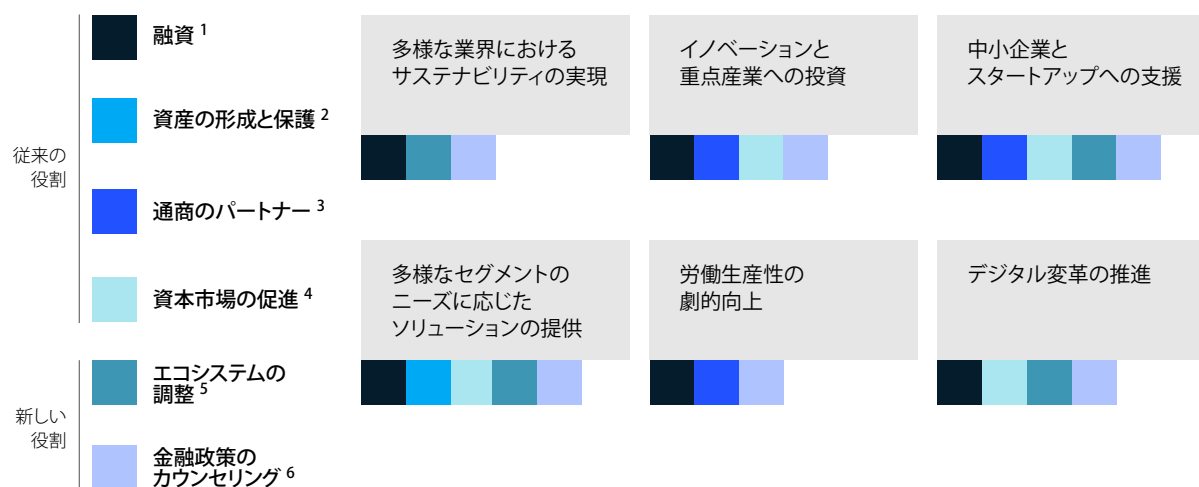 従来の
役割
融資 1
資産の形成と保護 2
通商のパートナー 3
資本市場の促進 4
新しい
役割
エコシステムの
調整 5
金融政策の
カウンセリング 6
多様な業界における
サステナビリティの実現
イノベーションと
重点産業への投資
中小企業と
スタートアップへの支援
多様なセグメントの
ニーズに応じた
ソリューションの提供
労働生産性の
劇的向上
デジタル変革の推進